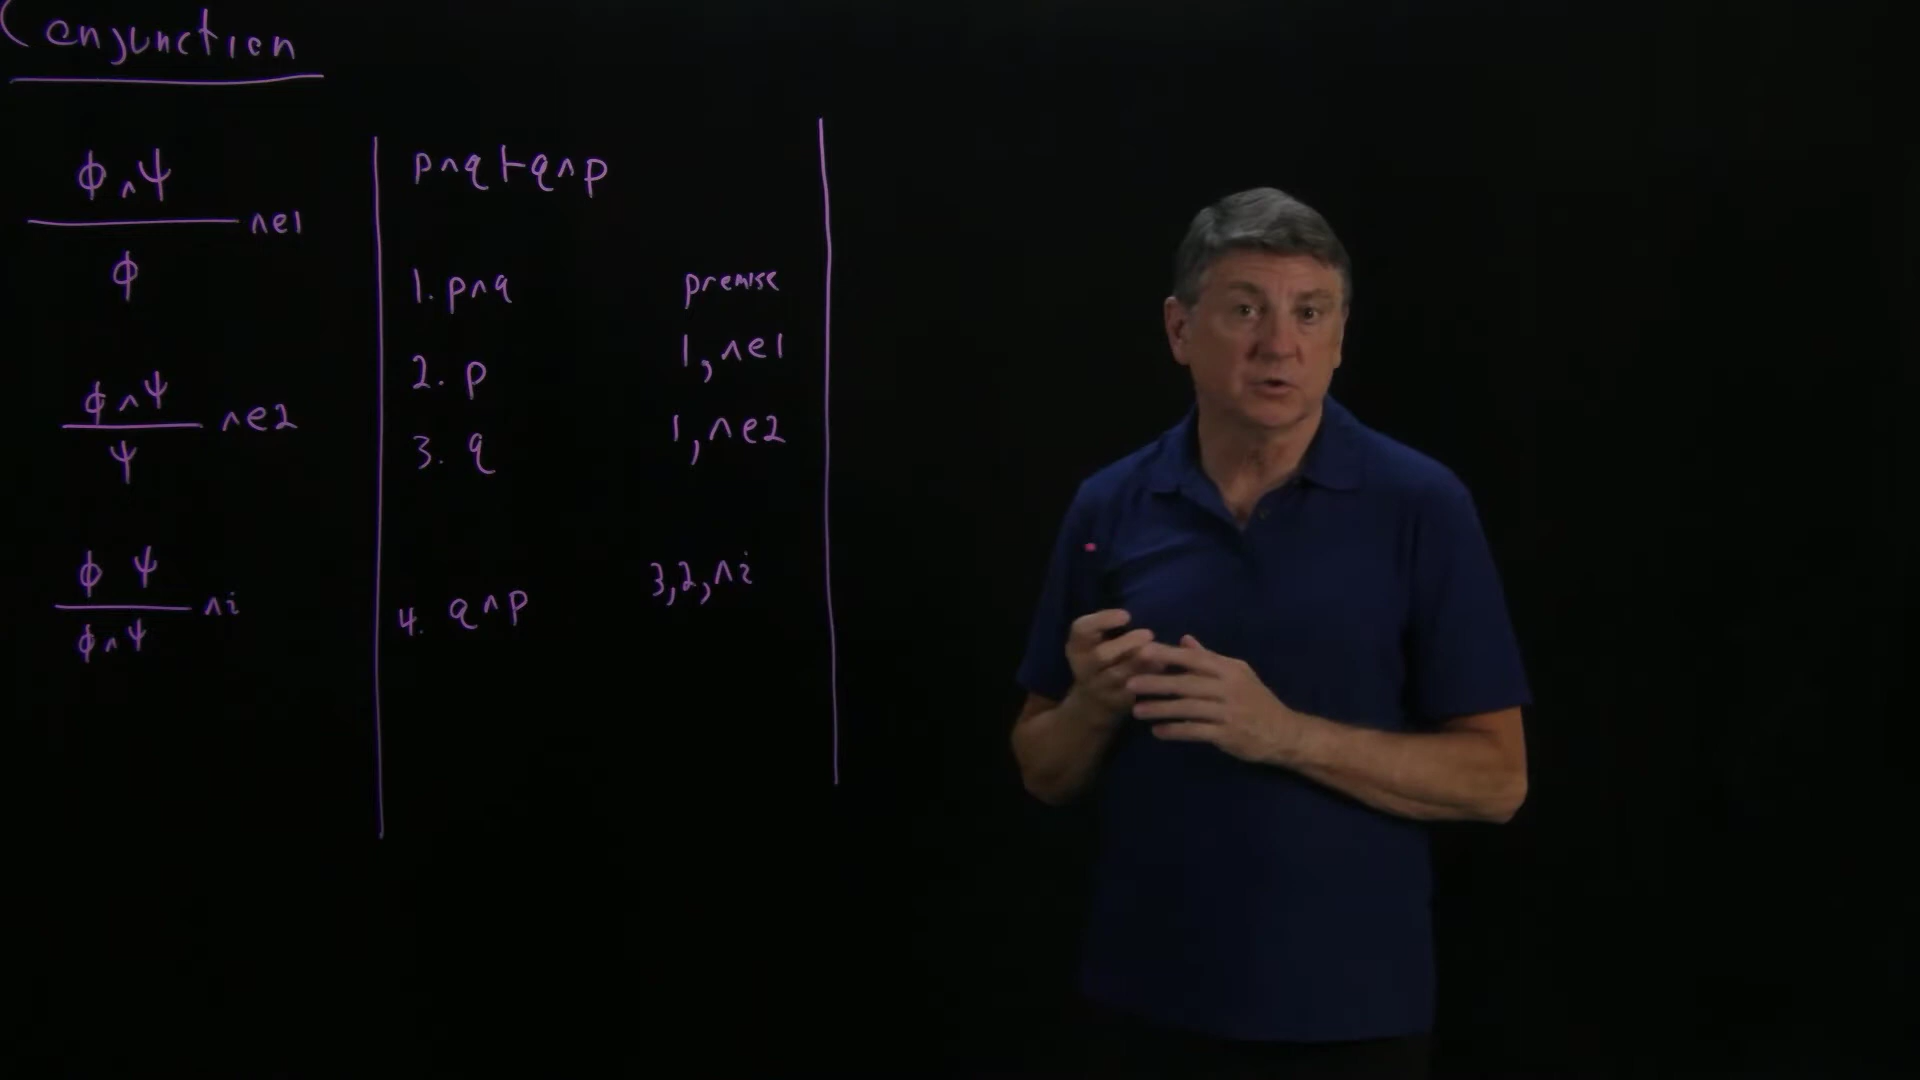 Conjunction
ϕ∧ψ
∧e1
ϕ
ϕ∧ψ
∧e2
ψ
ϕ ψ
∧i
ϕ∧ψ
p∧q⊢q∧p
1. p∧q premise
2. p 1,∧e1
3. q 1,∧e2
4. q∧p 3,2,∧i